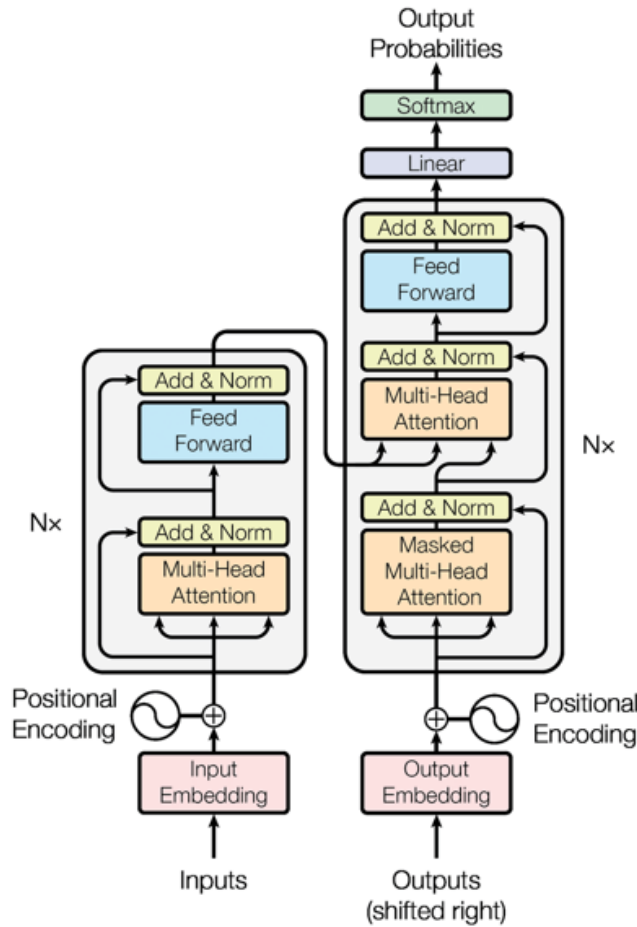 Output
Probabilities
Softmax
Linear
Add & Norm
Feed
Forward
Add & Norm
Multi-Head
Attention
Add & Norm
Masked
Multi-Head
Attention
N×
Positional
Encoding
Output
Embedding
Outputs
(shifted right)
Add & Norm
Feed
Forward
Add & Norm
Multi-Head
Attention
N×
Positional
Encoding
Input
Embedding
Inputs